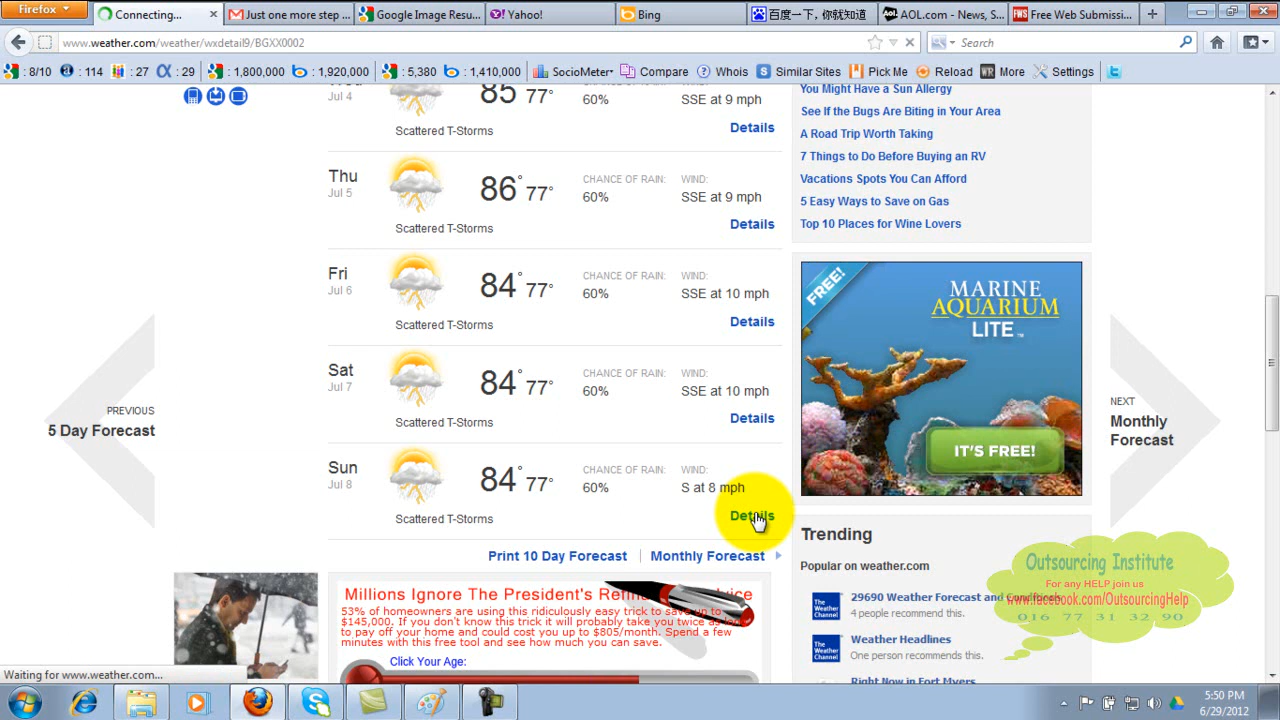 Firefox
Connecting...
Just one more step ...
Google Image Resu...
Yahoo!
Bing
百度一下，你就知道
AOL.com - News, S...
Free Web Submissi...
www.weather.com/weather/wxdetail9/BGXX0002
Search
: 8/10
: 114
: 27
: 29
: 1,800,000
: 1,920,000
: 5,380
: 1,410,000
SocioMeter
Compare
Whois
Similar Sites
Pick Me
Reload
More
Settings
Jul 4
85 77°
60%
SSE at 9 mph
Details
Scattered T-Storms
Thu
Jul 5
86° 77°
CHANCE OF RAIN:
60%
WIND:
SSE at 9 mph
Details
Scattered T-Storms
Fri
Jul 6
84° 77°
CHANCE OF RAIN:
60%
WIND:
SSE at 10 mph
Details
Scattered T-Storms
Sat
Jul 7
84° 77°
CHANCE OF RAIN:
60%
WIND:
SSE at 10 mph
Details
Scattered T-Storms
Sun
Jul 8
84° 77°
CHANCE OF RAIN:
60%
WIND:
S at 8 mph
Details
Scattered T-Storms
Print 10 Day Forecast
Monthly Forecast
PREVIOUS
5 Day Forecast
NEXT
Monthly
Forecast
You Might Have a Sun Allergy
See If the Bugs Are Biting in Your Area
A Road Trip Worth Taking
7 Things to Do Before Buying an RV
Vacations Spots You Can Afford
5 Easy Ways to Save on Gas
Top 10 Places for Wine Lovers
FREE!
MARINE
AQUARIUM
LITE™
IT'S FREE!
Trending
Popular on weather.com
The Weather Channel
29690 Weather Forecast and
4 people recommend this.
The Weather Channel
Weather Headlines
One person recommends this.
Right Now in Fort Myers
Outsourcing Institute
For any HELP join us
www.facebook.com/OutsourcingHelp
016 77 31 32 90
Millions Ignore The President's
53% of homeowners are using this ridiculously easy trick to save up to
$145,000. If you don't know this trick it will probably take you twice as
to pay off your home and could cost you up to $805/month. Spend a few
minutes with this free tool and see how much you can save.
Click Your Age:
Waiting for www.weather.com...
5:50 PM
6/29/2012